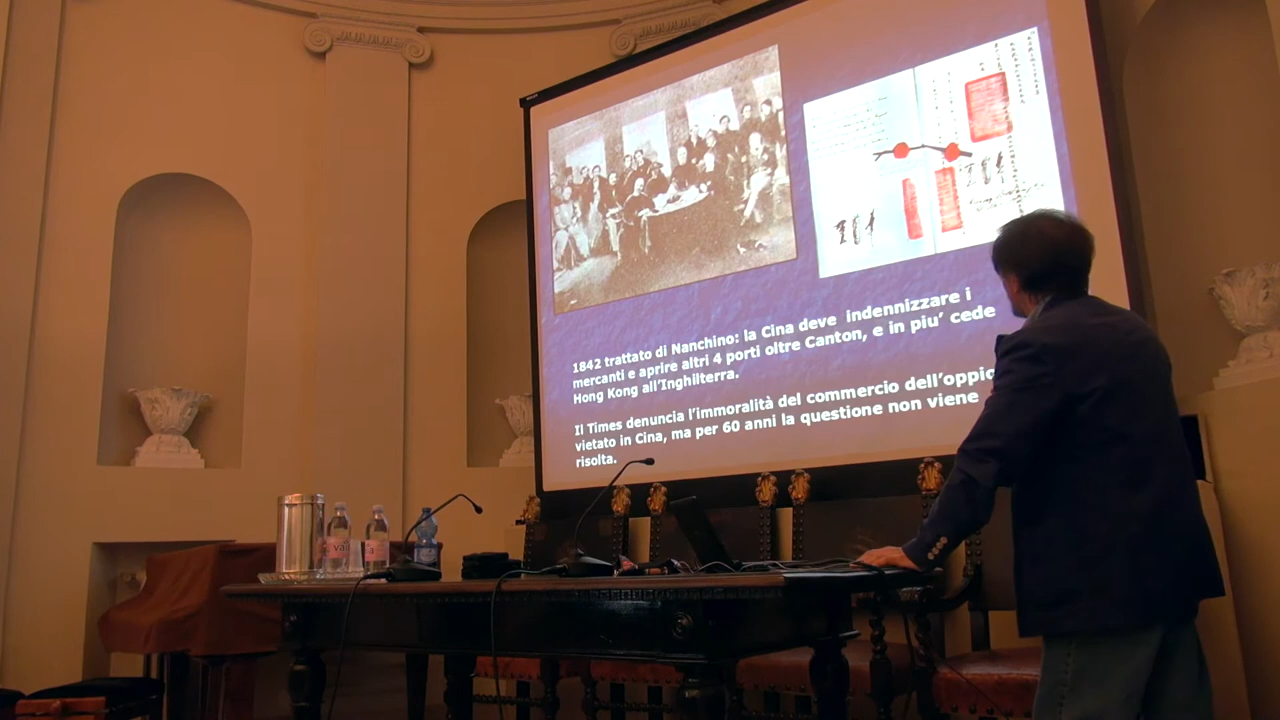 1842 trattato di Nanchino: la Cina deve indennizzare i
mercanti e aprire altri 4 porti oltre Canton, e in piu' cede
Hong Kong all'Inghilterra.
Il Times denuncia l'immoralità del commercio dell'oppio
vietato in Cina, ma per 60 anni la questione non viene
risolta.